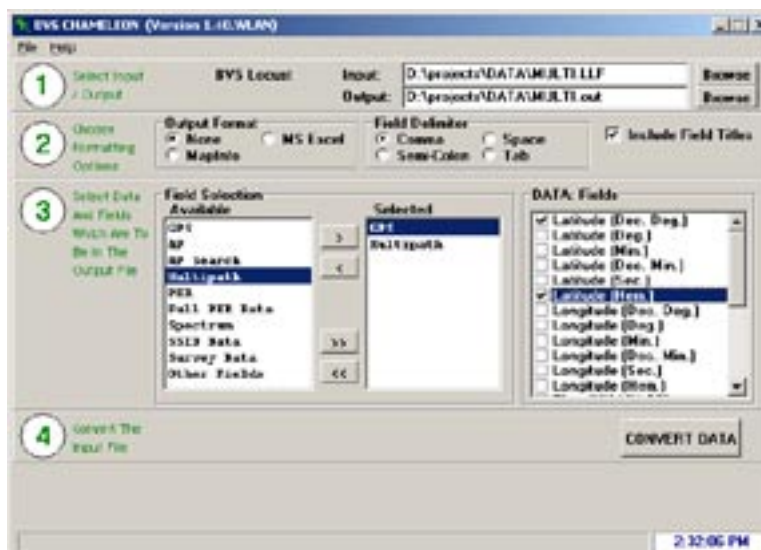 BVS CHAMELEON (Version 1.40.WLAN)
File Help
1 Select Input / Output
BVS Locust
Input: D:\projects\DATA\MULTI.LLF Browse
Output: D:\projects\DATA\MULTI.out Browse
2 Choose Formatting Options
Output Format
None MS Excel
MapInfo
Field Delimiter
Comma Space
Semi-Colon Tab
Include Field Titles
3 Select Data And Fields Which Are To Be In The Output File
Field Selection
Available
GPS
AP
AP Search
Multipath
PER
Full PER Data
Spectrum
SSID Data
Survey Data
Other Fields
>
<
>>
<<
Selected
GPS
Multipath
DATA: Fields
Latitude (Dec. Deg.)
Latitude (Deg.)
Latitude (Min.)
Latitude (Dec. Min.)
Latitude (Sec.)
Latitude (Hem.)
Longitude (Dec. Deg.)
Longitude (Deg.)
Longitude (Min.)
Longitude (Dec. Min.)
Longitude (Sec.)
Longitude (Hem.)
4 Convert The Input File
CONVERT DATA
2:32:06 PM